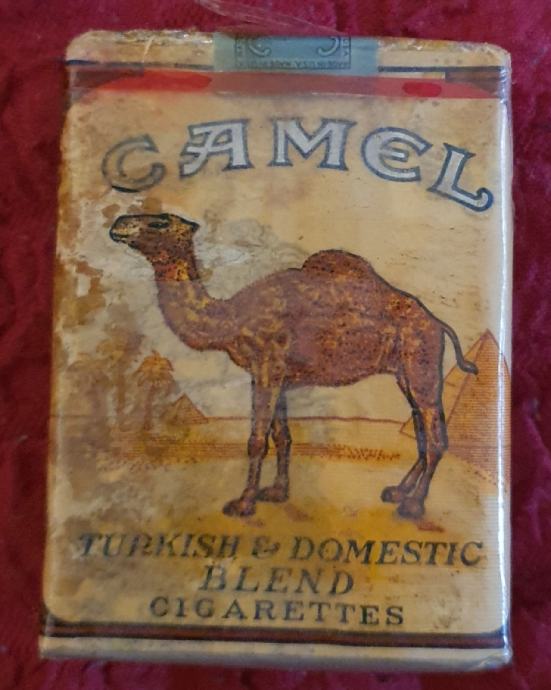 CAMEL
TURKISH & DOMESTIC
BLEND
CIGARETTES